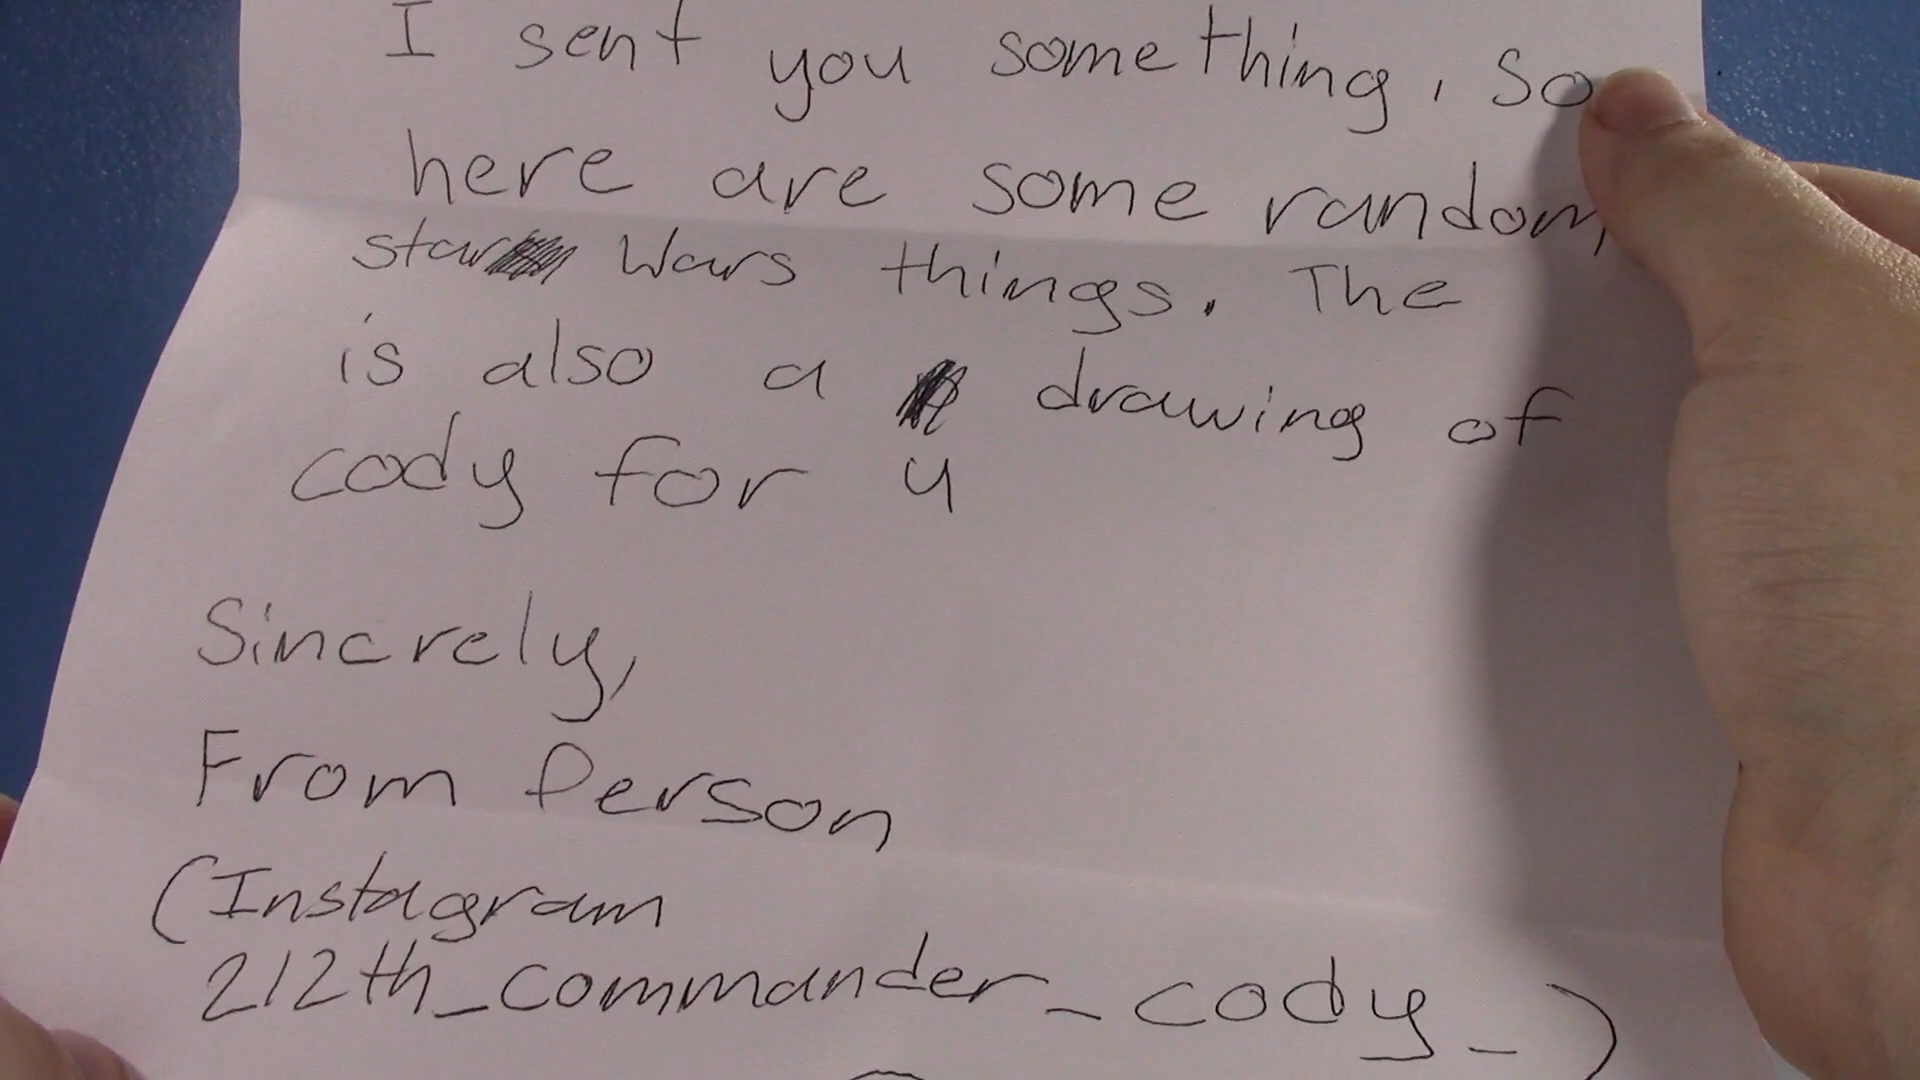 I sent you something, so
here are some random
star Wars things. The
is also a drawing of
cody for u
Sincrely,
From Person
(Instagram
212th_commander_cody_)